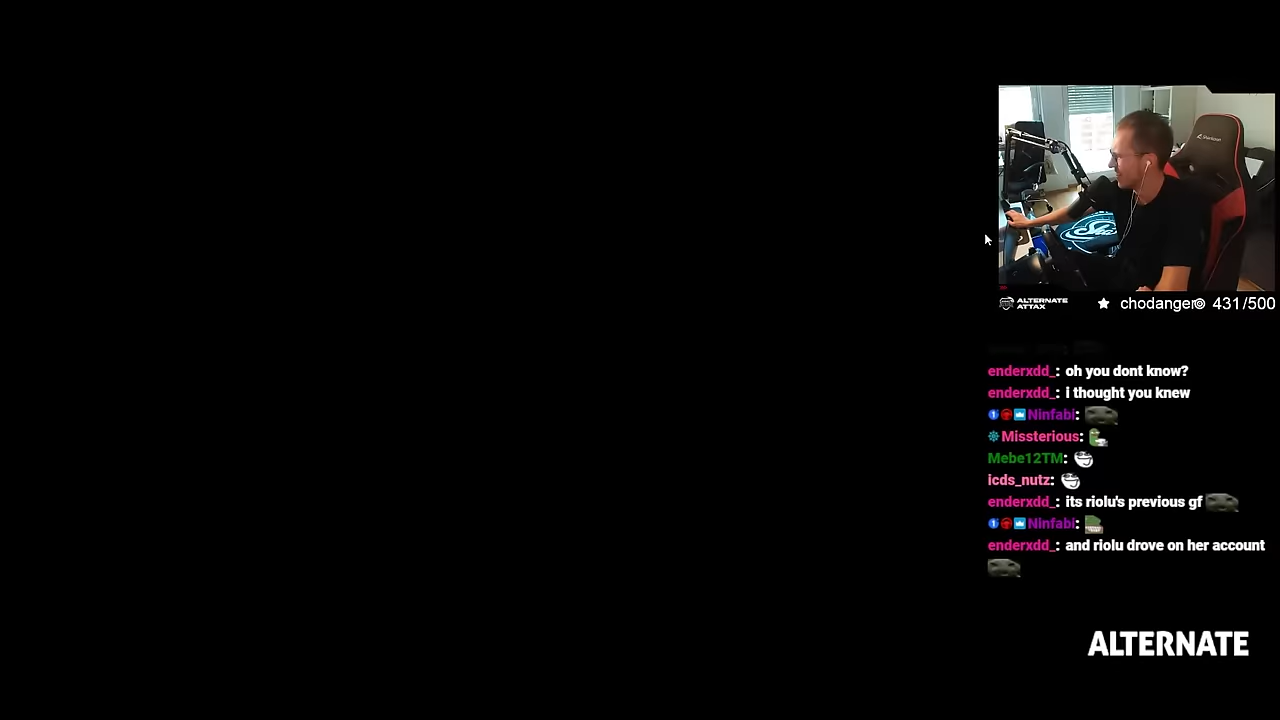 Sharkoon
ALTERNATE
ATTAX
chodanger 431/500
enderxdd_: oh you dont know?
enderxdd_: i thought you knew
Ninfabi:
Missterious:
Mebe12TM:
icds_nutz:
enderxdd_: its riolu's previous gf
Ninfabi:
enderxdd_: and riolu drove on her account
ALTERNATE